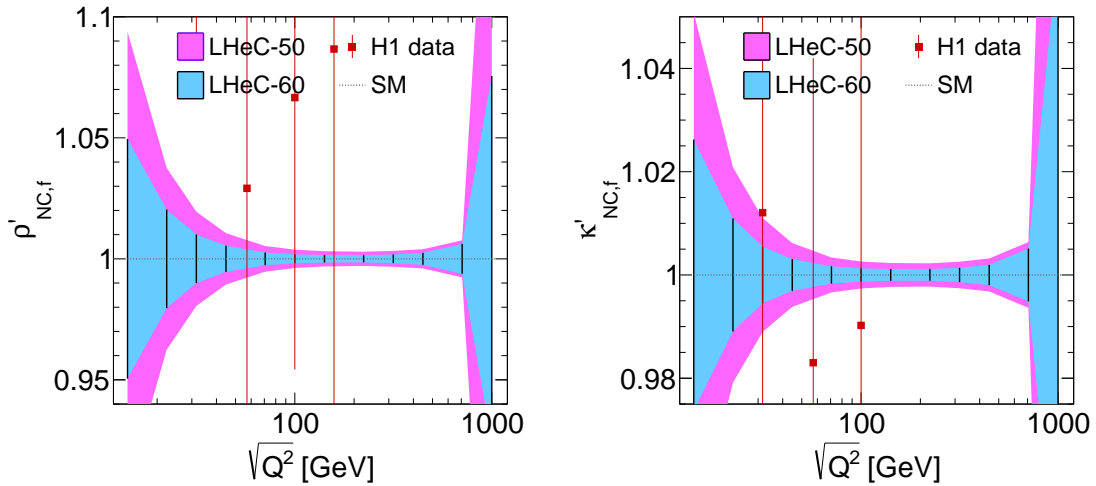 1.1
LHeC-50
H1 data
LHeC-60
SM
1.05
1
0.95
ρ'NC,f
100
1000
√Q² [GeV]
LHeC-50
H1 data
1.04
LHeC-60
SM
1.02
1
0.98
κ'NC,f
100
1000
√Q² [GeV]